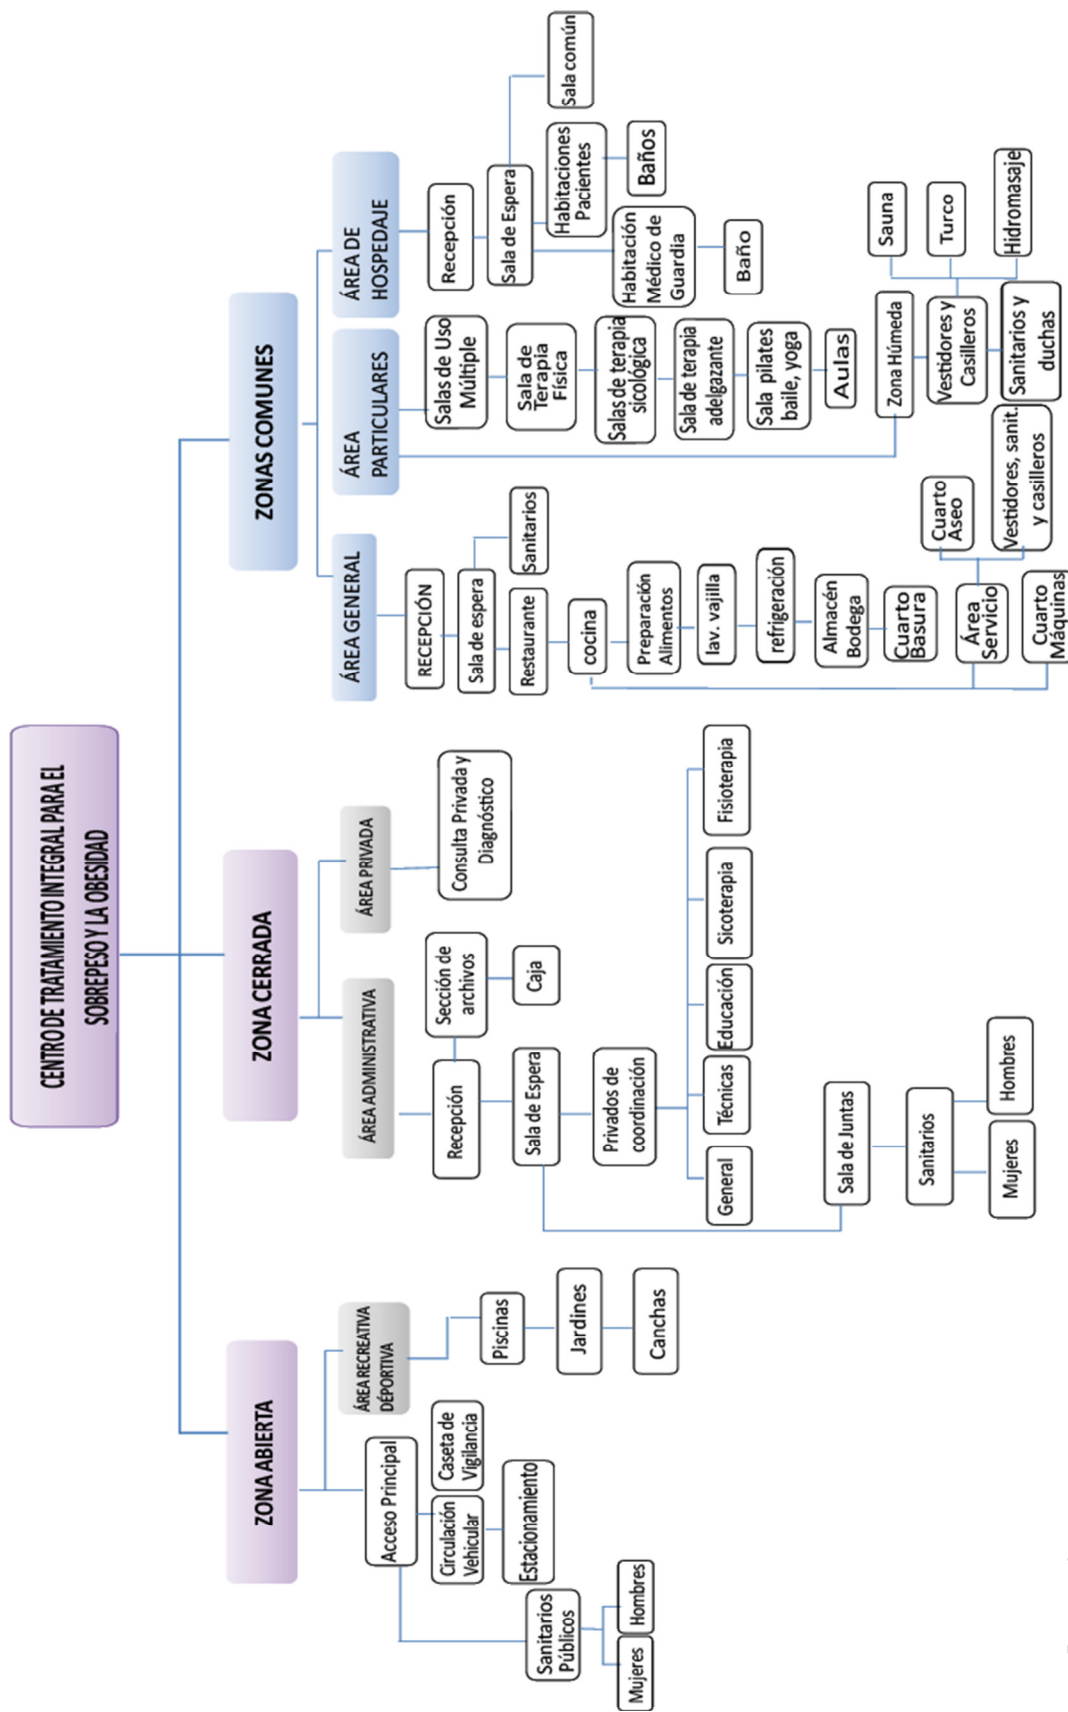 CENTRO DE TRATAMIENTO INTEGRAL PARA EL
SOBREPESO Y LA OBESIDAD
ZONA ABIERTA
Acceso Principal
Sanitarios
Públicos
Mujeres
Hombres
Circulación
Vehicular
Caseta de
Vigilancia
Estacionamiento
ÁREA RECREATIVA
DÉPORTIVA
Piscinas
Jardines
Canchas
ZONA CERRADA
ÁREA ADMINISTRATIVA
Recepción
Sección de
archivos
Caja
Sala de Espera
Privados de
coordinación
General
Técnicas
Educación
Sicoterapia
Fisioterapia
Sala de Juntas
Sanitarios
Mujeres
Hombres
ÁREA PRIVADA
Consulta Privada y
Diagnóstico
ZONAS COMUNES
ÁREA GENERAL
RECEPCIÓN
Sala de espera
Sanitarios
Restaurante
cocina
Preparación
Alimentos
lav. vajilla
refrigeración
Almacén
Bodega
Cuarto
Basura
Área
Servicio
Cuarto
Aseo
Vestidores, sanit.
y casilleros
Cuarto
Máquinas
ÁREA
PARTICULARES
Salas de Uso
Múltiple
Sala de
Terapia
Física
Salas de terapia
sicológica
Sala de terapia
adelgazante
Sala pilates
baile, yoga
Aulas
Zona Húmeda
Vestidores y
Casilleros
Sauna
Turco
Hidromasaje
Sanitarios y
duchas
ÁREA DE
HOSPEDAJE
Recepción
Sala de Espera
Sala común
Habitaciones
Pacientes
Baños
Habitación
Médico de
Guardia
Baño